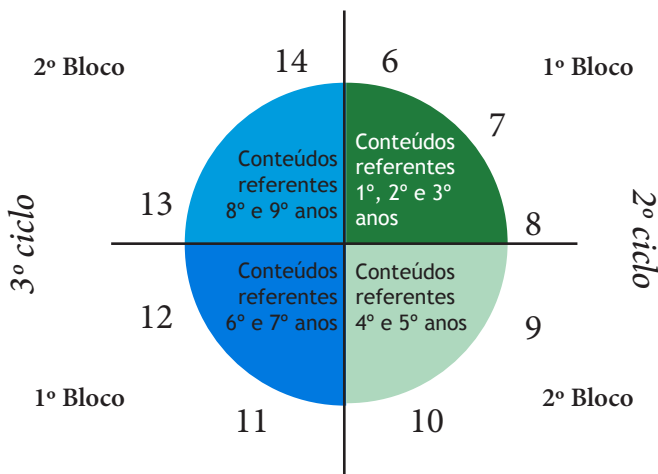 2º Bloco
14
6
1º Bloco
7
Conteúdos
referentes
8º e 9º anos
Conteúdos
referentes
1º, 2º e 3º
anos
13
8
3º ciclo
2º ciclo
Conteúdos
referentes
6º e 7º anos
Conteúdos
referentes
4º e 5º anos
12
9
1º Bloco
11
10
2º Bloco